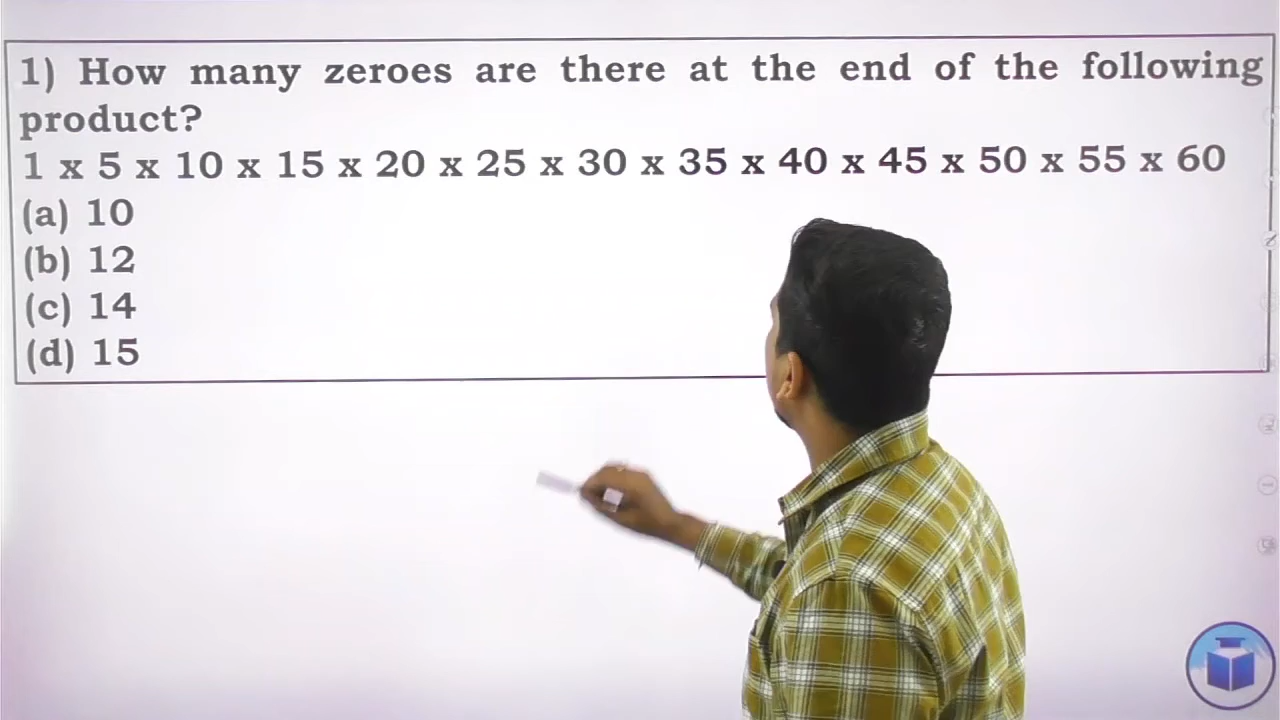 1) How many zeroes are there at the end of the following
product?
1 x 5 x 10 x 15 x 20 x 25 x 30 x 35 x 40 x 45 x 50 x 55 x 60
(a) 10
(b) 12
(c) 14
(d) 15